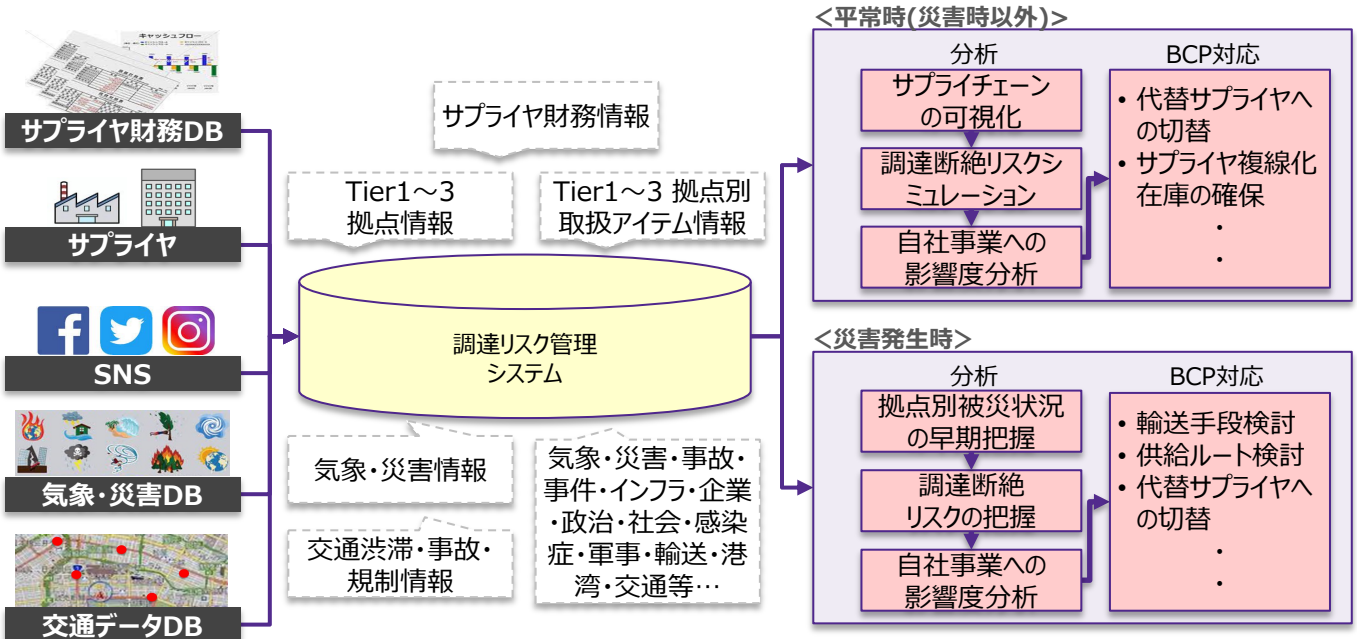 キャッシュフロー
サプライヤ財務DB
サプライヤ
SNS
気象・災害DB
交通データDB
サプライヤ財務情報
Tier1～3
拠点情報
Tier1～3 拠点別
取扱アイテム情報
調達リスク管理
システム
気象・災害情報
交通渋滞・事故・
規制情報
気象・災害・事故・
事件・インフラ・企業
・政治・社会・感染
症・軍事・輸送・港
湾・交通等…
＜平常時(災害時以外)＞
分析
サプライチェーン
の可視化
調達断絶リスクシ
ミュレーション
自社事業への
影響度分析
BCP対応
• 代替サプライヤへ
の切替
• サプライヤ複線化
在庫の確保
・
・
＜災害発生時＞
分析
拠点別被災状況
の早期把握
調達断絶
リスクの把握
自社事業への
影響度分析
BCP対応
• 輸送手段検討
• 供給ルート検討
• 代替サプライヤへ
の切替
・
・